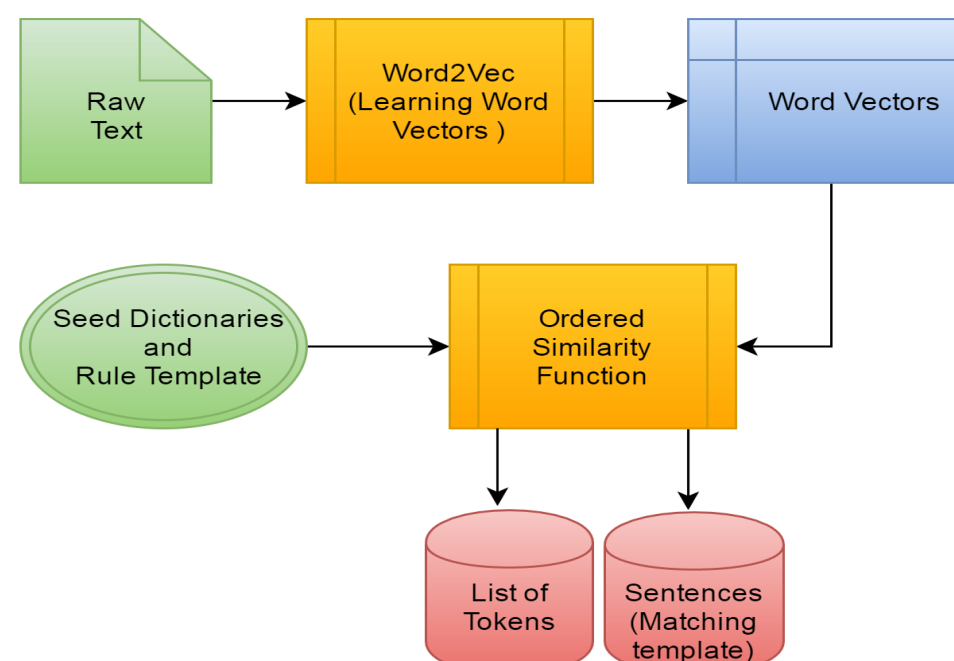 Raw
Text
Word2Vec
(Learning Word
Vectors )
Word Vectors
Seed Dictionaries
and
Rule Template
Ordered
Similarity
Function
List of
Tokens
Sentences
(Matching
template)